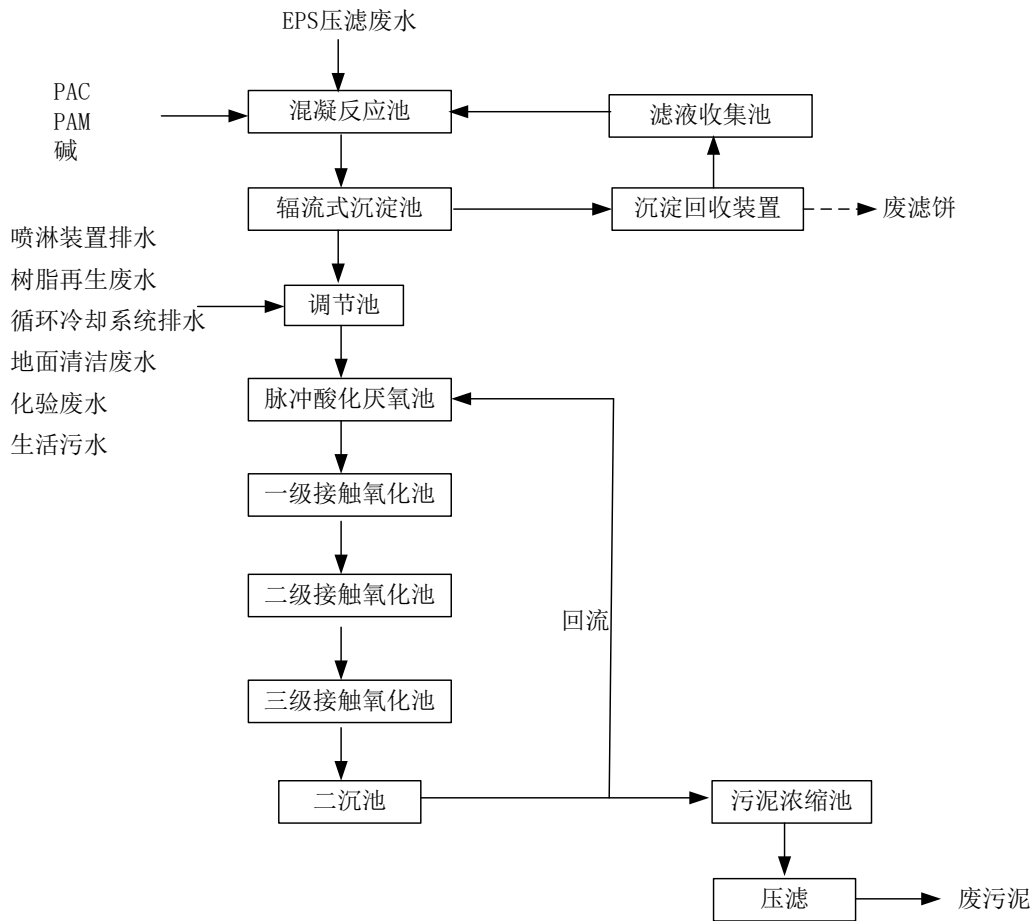 EPS压滤废水
PAC
PAM
碱
混凝反应池
滤液收集池
辐流式沉淀池
沉淀回收装置
废滤饼
喷淋装置排水
树脂再生废水
循环冷却系统排水
地面清洁废水
化验废水
生活污水
调节池
脉冲酸化厌氧池
一级接触氧化池
二级接触氧化池
回流
三级接触氧化池
二沉池
污泥浓缩池
压滤
废污泥